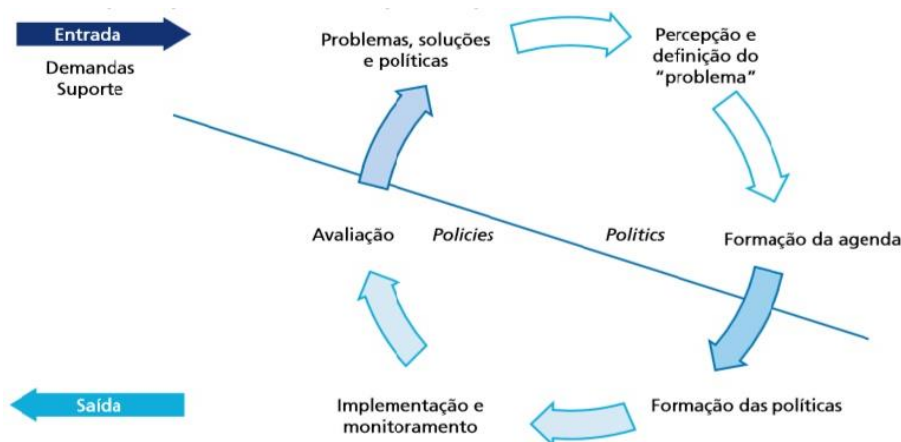 Entrada
Demandas
Suporte
Problemas, soluções
e políticas
Percepção e
definição do
“problema”
Avaliação
Policies
Politics
Formação da agenda
Saída
Implementação e
monitoramento
Formação das políticas